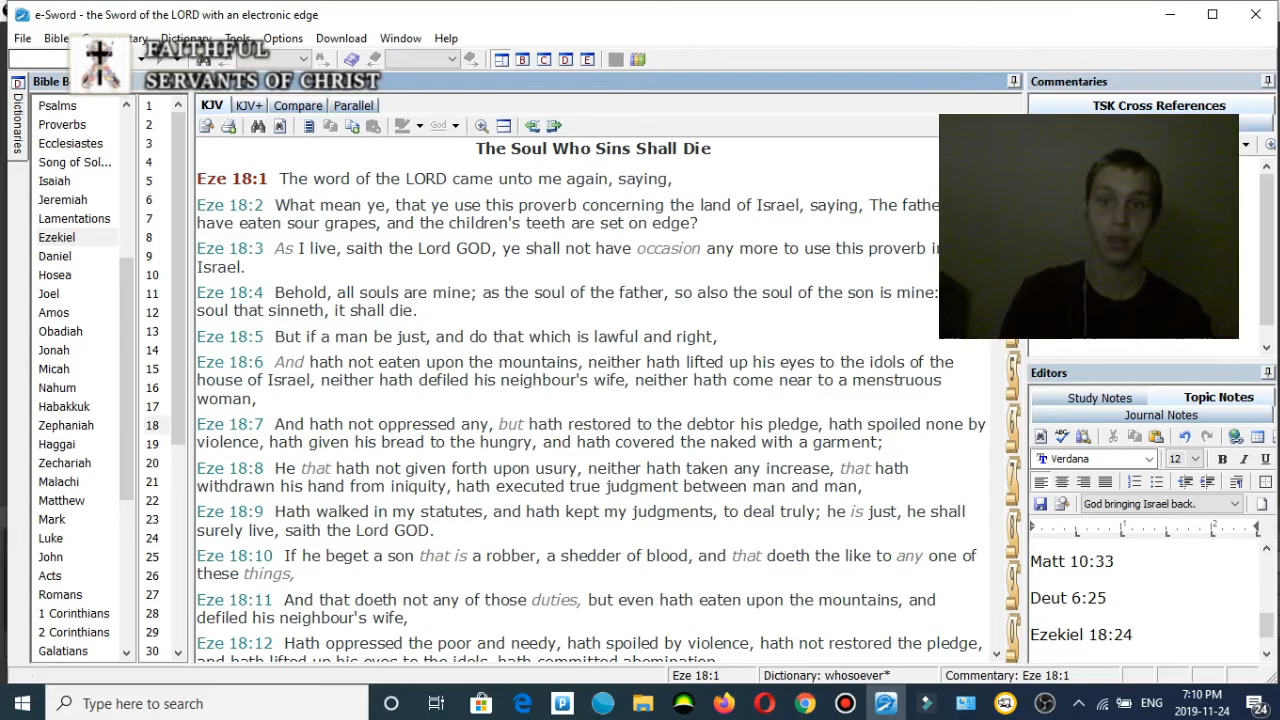 e-Sword - the Sword of the LORD with an electronic edge
File Bible Commentary Dictionary Tools Options Download Window Help
FAITHFUL
SERVANTS OF CHRIST
B C D E
Dictionaries
Bible
Psalms
Proverbs
Ecclesiastes
Song of Sol...
Isaiah
Jeremiah
Lamentations
Ezekiel
Daniel
Hosea
Joel
Amos
Obadiah
Jonah
Micah
Nahum
Habakkuk
Zephaniah
Haggai
Zechariah
Malachi
Matthew
Mark
Luke
John
Acts
Romans
1 Corinthians
2 Corinthians
Galatians
1
2
3
4
5
6
7
8
9
10
11
12
13
14
15
16
17
18
19
20
21
22
23
24
25
26
27
28
29
30
KJV KJV+ Compare Parallel
God
The Soul Who Sins Shall Die
Eze 18:1 The word of the LORD came unto me again, saying,
Eze 18:2 What mean ye, that ye use this proverb concerning the land of Israel, saying, The fathe
have eaten sour grapes, and the children's teeth are set on edge?
Eze 18:3 As I live, saith the Lord GOD, ye shall not have occasion any more to use this proverb in
Israel.
Eze 18:4 Behold, all souls are mine; as the soul of the father, so also the soul of the son is mine:
soul that sinneth, it shall die.
Eze 18:5 But if a man be just, and do that which is lawful and right,
Eze 18:6 And hath not eaten upon the mountains, neither hath lifted up his eyes to the idols of the
house of Israel, neither hath defiled his neighbour's wife, neither hath come near to a menstruous
woman,
Eze 18:7 And hath not oppressed any, but hath restored to the debtor his pledge, hath spoiled none by
violence, hath given his bread to the hungry, and hath covered the naked with a garment;
Eze 18:8 He that hath not given forth upon usury, neither hath taken any increase, that hath
withdrawn his hand from iniquity, hath executed true judgment between man and man,
Eze 18:9 Hath walked in my statutes, and hath kept my judgments, to deal truly; he is just, he shall
surely live, saith the Lord GOD.
Eze 18:10 If he beget a son that is a robber, a shedder of blood, and that doeth the like to any one of
these things,
Eze 18:11 And that doeth not any of those duties, but even hath eaten upon the mountains, and
defiled his neighbour's wife,
Eze 18:12 Hath oppressed the poor and needy, hath spoiled by violence, hath not restored the pledge,
and hath lifted up his eyes to the idols, hath committed abomination
Commentaries
TSK Cross References
Editors
Study Notes Topic Notes
Journal Notes
Verdana 12 B I U
God bringing Israel back.
1 2
Matt 10:33
Deut 6:25
Ezekiel 18:24
Eze 18:1 Dictionary: whosoever* Commentary: Eze 18:1
Type here to search
ENG
7:10 PM
2019-11-24
24